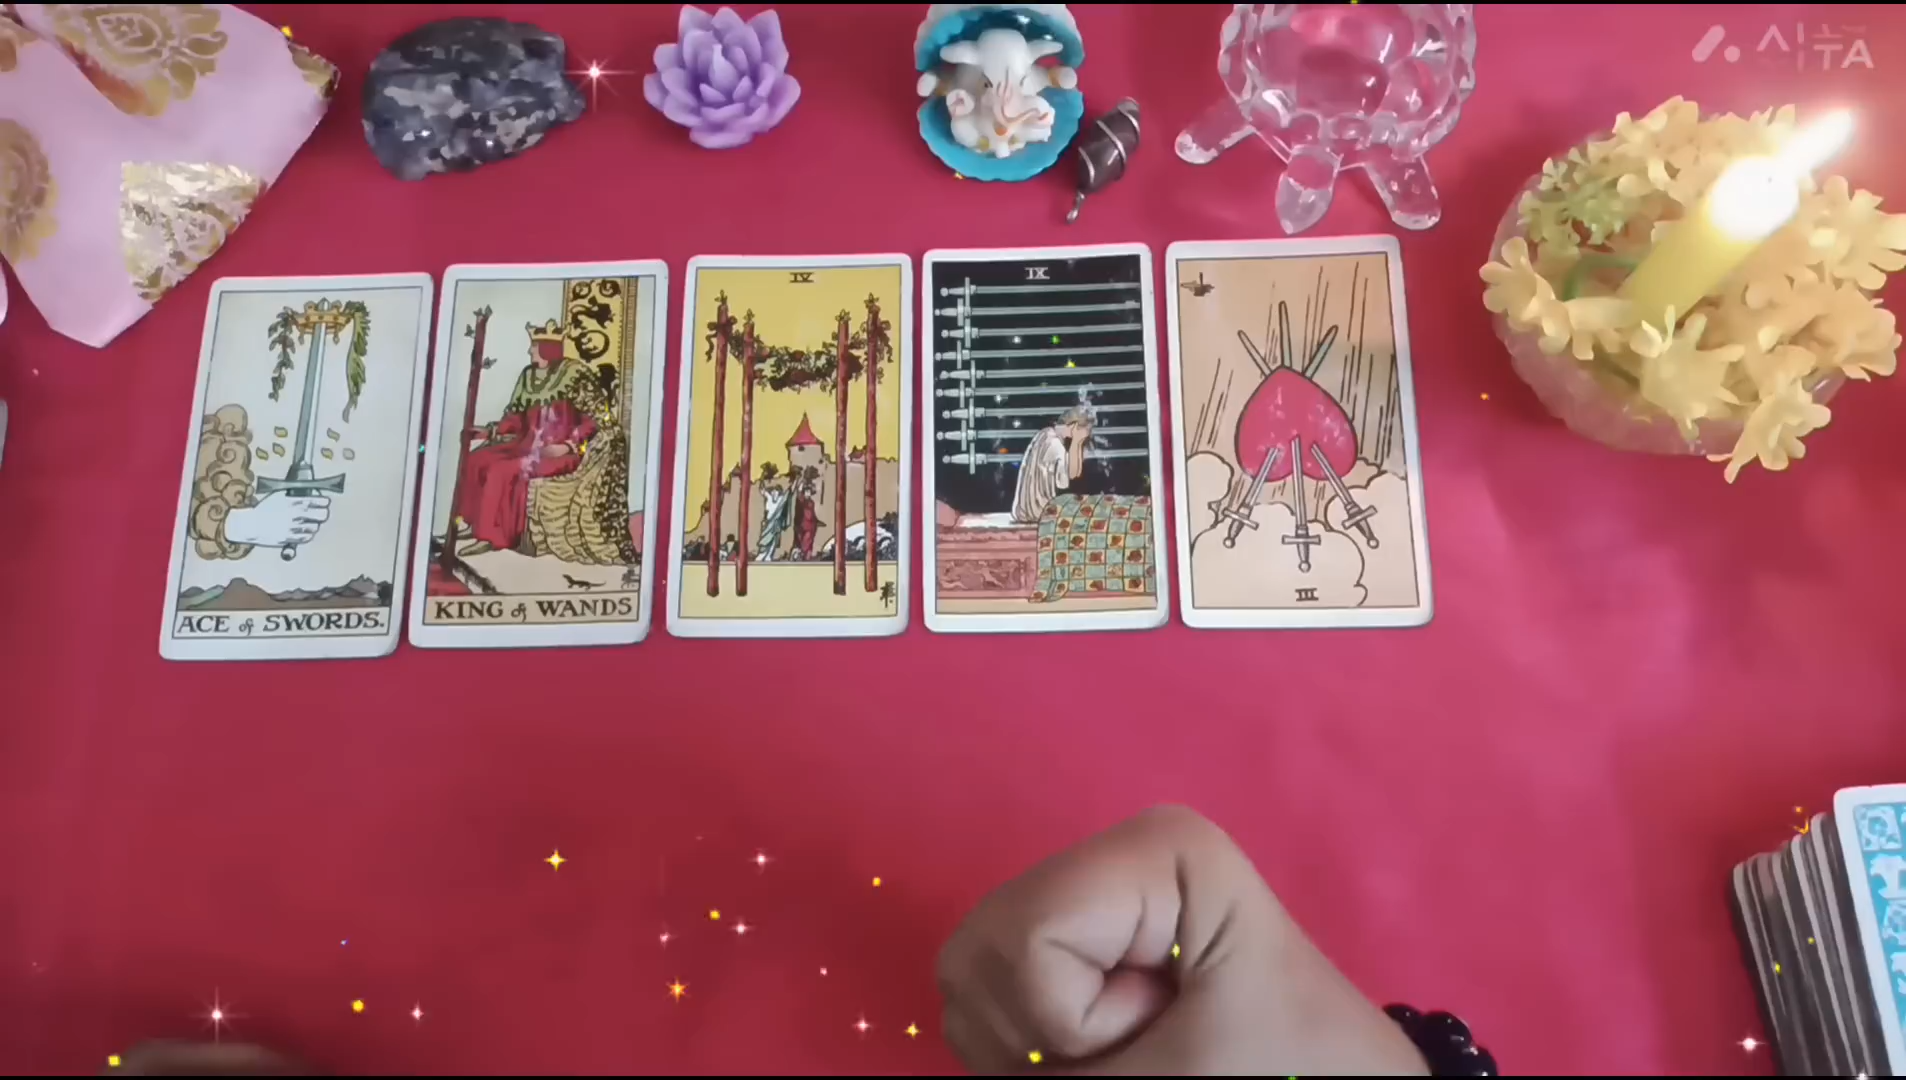 ACE of SWORDS.
KING of WANDS
IV
IX
III